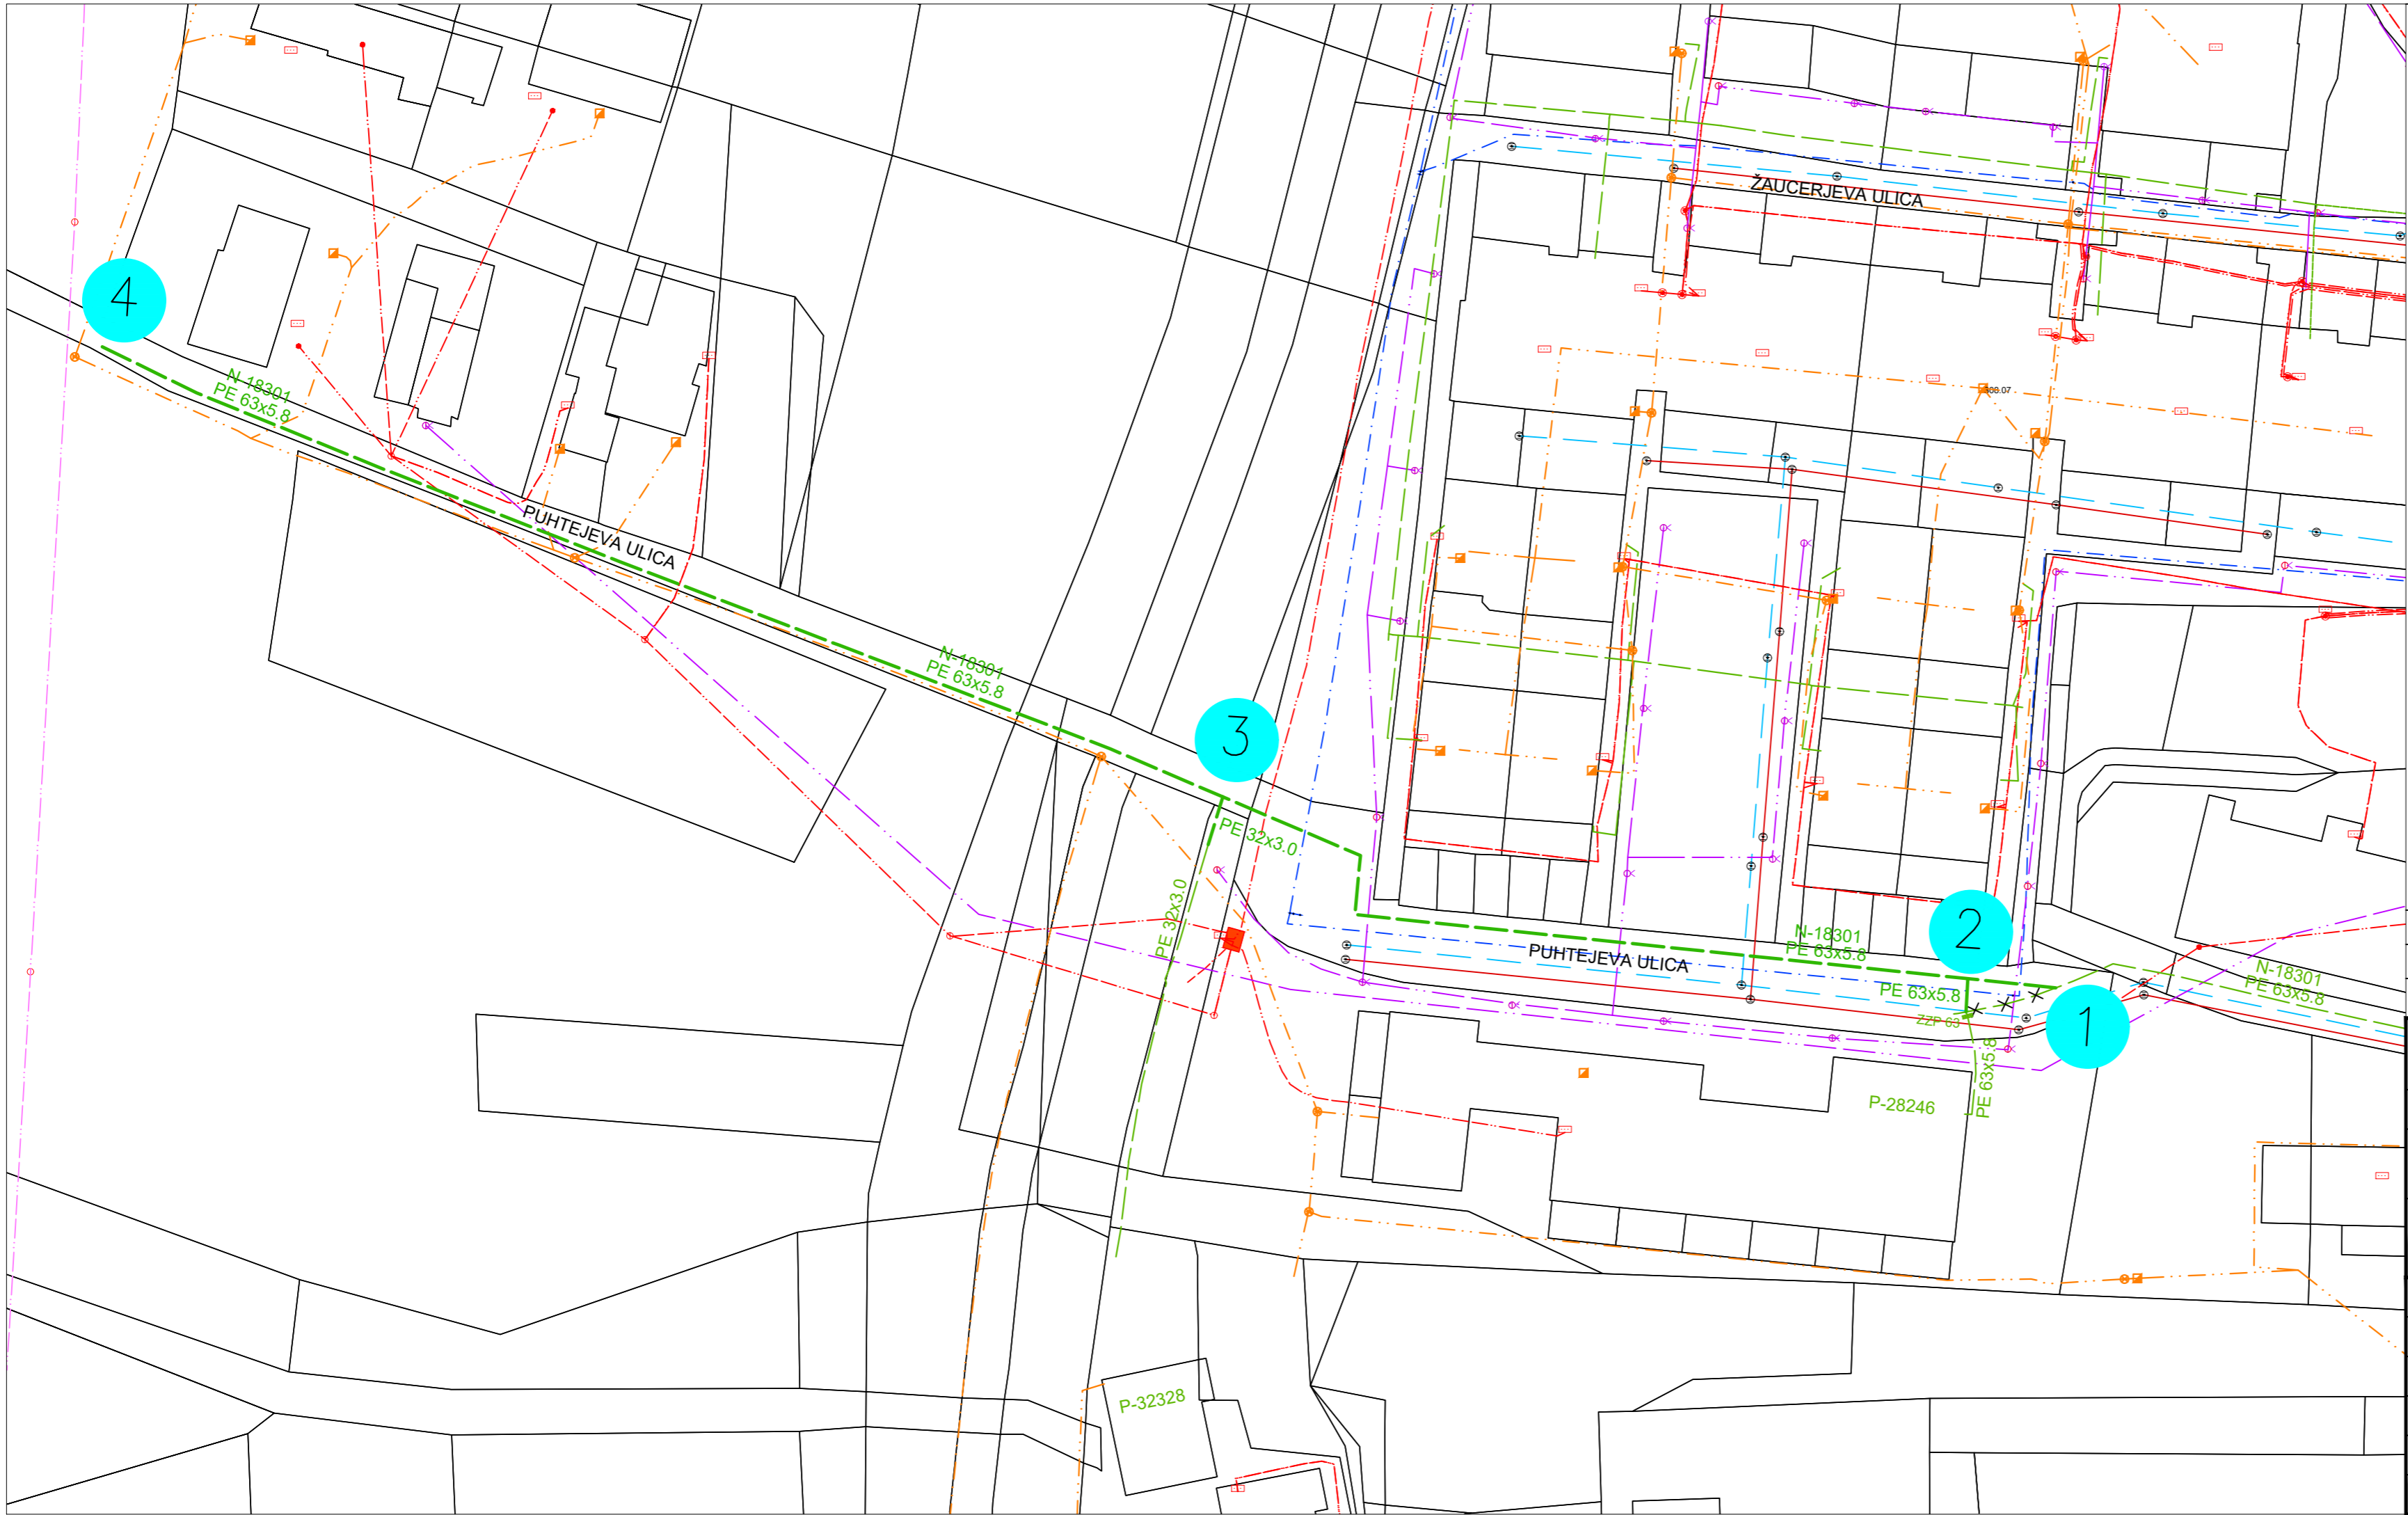 ŽAUCERJEVA ULICA
4
N-18301
PE 63x5.8
PUHTEJEVA ULICA
N-18301
PE 63x5.8
3
PE 32x3.0
PE 32x3.0
N-18301
PE 63x5.8
2
PUHTEJEVA ULICA
N-18301
PE 63x5.8
PE 63x5.8
ZZP 63
1
PE 63x5.8
P-28246
P-32328